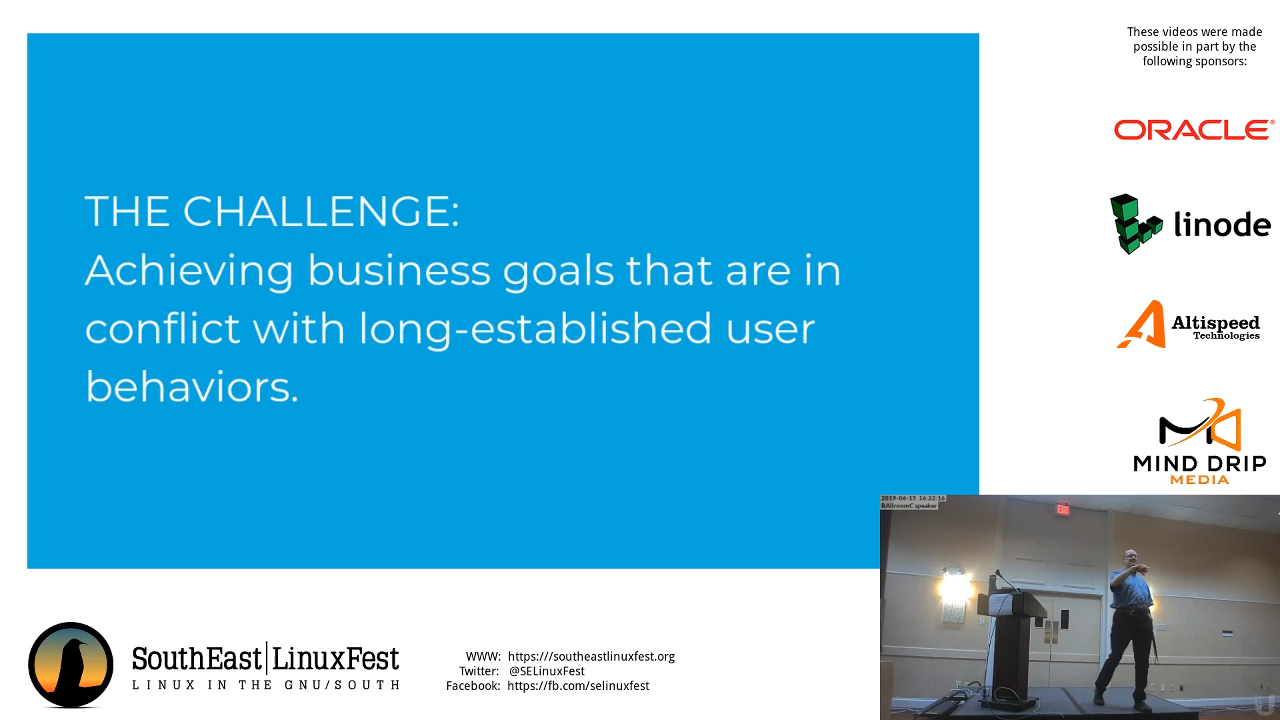 These videos were made
possible in part by the
following sponsors:
ORACLE®
linode
Altispeed
Technologies
MIND DRIP
MEDIA
THE CHALLENGE:
Achieving business goals that are in
conflict with long-established user
behaviors.
2019-06-15 16:22:16
BAllroomC speaker
EXIT
SouthEast|LinuxFest
LINUX IN THE GNU/SOUTH
WWW: https:///southeastlinuxfest.org
Twitter: @SELinuxFest
Facebook: https://fb.com/selinuxfest